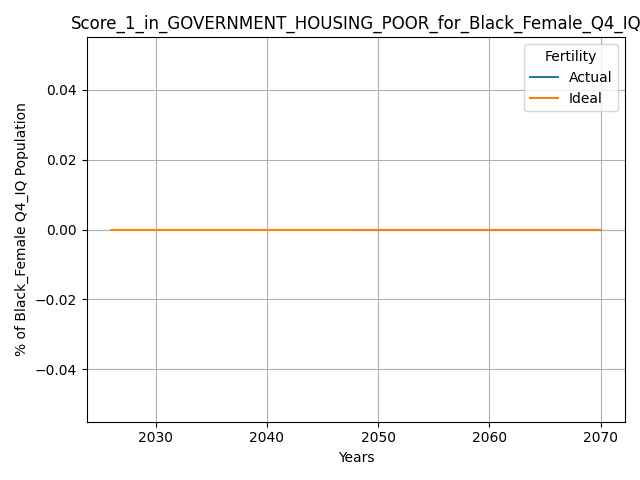 Score_1_in_GOVERNMENT_HOUSING_POOR_for_Black_Female_Q4_IQ
Fertility
Actual
Ideal
% of Black_Female Q4_IQ Population
0.04
0.02
0.00
−0.02
−0.04
2030 2040 2050 2060 2070
Years